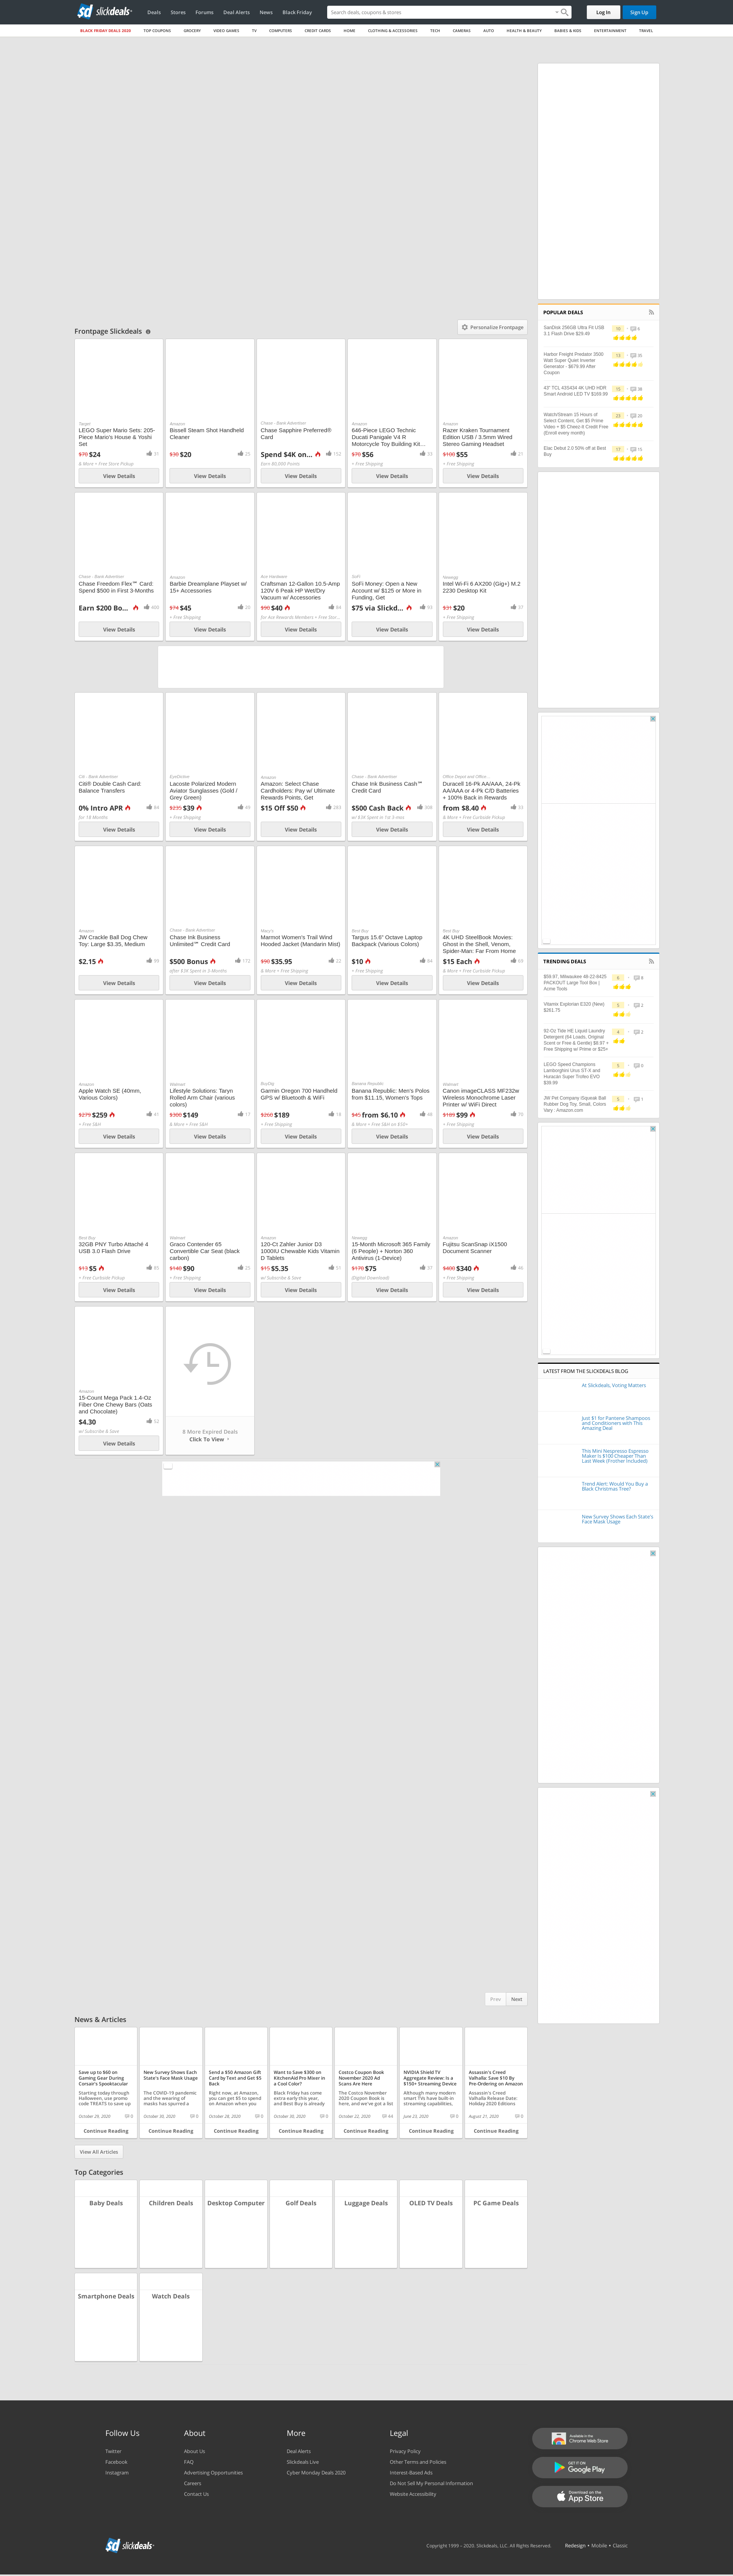 sd slickdeals
Deals Stores Forums Deal Alerts News Black Friday
Search deals, coupons & stores
Log In Sign Up
BLACK FRIDAY DEALS 2020 TOP COUPONS GROCERY VIDEO GAMES TV COMPUTERS CREDIT CARDS HOME CLOTHING & ACCESSORIES TECH CAMERAS AUTO HEALTH & BEAUTY BABIES & KIDS ENTERTAINMENT TRAVEL
Frontpage Slickdeals
Personalize Frontpage
Target
LEGO Super Mario Sets: 205-
Piece Mario's House & Yoshi
Set
$70 $24 31
& More + Free Store Pickup
View Details
Amazon
Bissell Steam Shot Handheld
Cleaner
$30 $20 25
View Details
Chase - Bank Advertiser
Chase Sapphire Preferred®
Card
Spend $4K on... 152
Earn 80,000 Points
View Details
Amazon
646-Piece LEGO Technic
Ducati Panigale V4 R
Motorcycle Toy Building Kit...
$70 $56 33
+ Free Shipping
View Details
Amazon
Razer Kraken Tournament
Edition USB / 3.5mm Wired
Stereo Gaming Headset
$100 $55 21
+ Free Shipping
View Details
Chase - Bank Advertiser
Chase Freedom Flex℠ Card:
Spend $500 in First 3-Months
Earn $200 Bo... 400
View Details
Amazon
Barbie Dreamplane Playset w/
15+ Accessories
$74 $45 20
+ Free Shipping
View Details
Ace Hardware
Craftsman 12-Gallon 10.5-Amp
120V 6 Peak HP Wet/Dry
Vacuum w/ Accessories
$90 $40 84
for Ace Rewards Members + Free Stor...
View Details
SoFi
SoFi Money: Open a New
Account w/ $125 or More in
Funding, Get
$75 via Slickd... 93
View Details
Newegg
Intel Wi-Fi 6 AX200 (Gig+) M.2
2230 Desktop Kit
$31 $20 37
+ Free Shipping
View Details
Citi - Bank Advertiser
Citi® Double Cash Card:
Balance Transfers
0% Intro APR 94
for 18 Months
View Details
EyeDictive
Lacoste Polarized Modern
Aviator Sunglasses (Gold /
Grey Green)
$235 $39 49
+ Free Shipping
View Details
Amazon
Amazon: Select Chase
Cardholders: Pay w/ Ultimate
Rewards Points, Get
$15 Off $50 283
View Details
Chase - Bank Advertiser
Chase Ink Business Cash℠
Credit Card
$500 Cash Back 308
w/ $3K Spent in 1st 3-mos
View Details
Office Depot and Office...
Duracell 16-Pk AA/AAA, 24-Pk
AA/AAA or 4-Pk C/D Batteries
+ 100% Back in Rewards
from $8.40 33
& More + Free Curbside Pickup
View Details
Amazon
JW Crackle Ball Dog Chew
Toy: Large $3.35, Medium
$2.15 99
View Details
Chase - Bank Advertiser
Chase Ink Business
Unlimited℠ Credit Card
$500 Bonus 172
after $3K Spent in 3 Months
View Details
Macy's
Marmot Women's Trail Wind
Hooded Jacket (Mandarin Mist)
$90 $35.95 22
& More + Free Shipping
View Details
Best Buy
Targus 15.6" Octave Laptop
Backpack (Various Colors)
$10 84
+ Free Shipping
View Details
Best Buy
4K UHD SteelBook Movies:
Ghost in the Shell, Venom,
Spider-Man: Far From Home
$15 Each 69
& More + Free Curbside Pickup
View Details
Amazon
Apple Watch SE (40mm,
Various Colors)
$279 $259 41
+ Free S&H
View Details
Walmart
Lifestyle Solutions: Taryn
Rolled Arm Chair (various
colors)
$305 $149 17
& More + Free S&H
View Details
BuyDig
Garmin Oregon 700 Handheld
GPS w/ Bluetooth & WiFi
$260 $189 18
+ Free Shipping
View Details
Banana Republic
Banana Republic: Men's Polos
from $11.15, Women's Tops
$45 from $6.10 66
& More + Free S&H on $50+
View Details
Walmart
Canon imageCLASS MF232w
Wireless Monochrome Laser
Printer w/ WiFi Direct
$189 $99 79
+ Free Shipping
View Details
Best Buy
32GB PNY Turbo Attaché 4
USB 3.0 Flash Drive
$13 $5 85
+ Free Curbside Pickup
View Details
Walmart
Graco Contender 65
Convertible Car Seat (black
carbon)
$140 $90 25
+ Free Shipping
View Details
Amazon
120-Ct Zahler Junior D3
1000IU Chewable Kids Vitamin
D Tablets
$15 $5.35 51
w/ Subscribe & Save
View Details
Newegg
15-Month Microsoft 365 Family
(6 People) + Norton 360
Antivirus (1-Device)
$170 $75 31
(Digital Download)
View Details
Amazon
Fujitsu ScanSnap iX1500
Document Scanner
$400 $340 46
+ Free Shipping
View Details
Amazon
15-Count Mega Pack 1.4-Oz
Fiber One Chewy Bars (Oats
and Chocolate)
$4.30 52
w/ Subscribe & Save
View Details
8 More Expired Deals
Click To View
Prev Next
POPULAR DEALS
SanDisk 256GB Ultra Fit USB
3.1 Flash Drive $28.49
Harbor Freight Predator 3500
Watt Super Quiet Inverter
Generator - $679.99 After
Coupon
43" TCL 43S434 4K UHD HDR
Smart Android LED TV $169.99
Watch/Stream 15 Hours of
Select Content, Get $5 Prime
Video + $5 Chess It Credit Free
(Enroll every month)
Elac Debut 2.0 50% off at Best
Buy
TRENDING DEALS
$59.97, Milwaukee 48-22-8425
PACKOUT Large Tool Box |
Acme Tools
Vitamix Explorian E320 (New)
$261.75
92-Oz Tide HE Liquid Laundry
Detergent (64 Loads; Original
Scent or Free & Gentle) $8.97 +
Free Shipping w/ Prime or $25+
LEGO Speed Champions
Lamborghini Urus ST-X and
Huracán Super Trofeo EVO
$39.99
JW Pet Company iSqueak Ball
Rubber Dog Toy, Small, Colors
Vary : Amazon.com
LATEST FROM THE SLICKDEALS BLOG
At Slickdeals, Voting Matters
Just $1 for Pantene Shampoos
and Conditioners with This
Amazing Deal
This Mini Nespresso Espresso
Maker Is $100 Cheaper Than
Last Week (Frother Included)
Trend Alert: Would You Buy a
Black Christmas Tree?
New Survey Shows Each State's
Face Mask Usage
News & Articles
Save up to $60 on
Gaming Gear During
Corsair's Spooktacular
Starting today through
Halloween, use promo
code TREATS to save up
October 29, 2020 0
Continue Reading
New Survey Shows Each
State's Face Mask Usage
The COVID-19 pandemic
and the wearing of
masks has spurred a
October 30, 2020 0
Continue Reading
Send a $50 Amazon Gift
Card by Text and Get $5
Back
Right now, at Amazon,
you can get $5 to spend
on Amazon when you
October 28, 2020 0
Continue Reading
Want to Save $300 on
KitchenAid Pro Mixer in
a Cool Color?
Black Friday has come
extra early this year,
and Best Buy is already
October 30, 2020 0
Continue Reading
Costco Coupon Book
November 2020 Ad
Scans Are Here
The Costco November
2020 Coupon Book is
here, and we've got a list
October 22, 2020 44
Continue Reading
NVIDIA Shield TV
Aggregate Review: Is a
$150+ Streaming Device
Although many modern
smart TVs have built-in
streaming capabilities,
June 23, 2020 0
Continue Reading
Assassin's Creed
Valhalla: Save $10 By
Pre-Ordering on Amazon
Assassin's Creed
Valhalla Release Date:
Holiday 2020 Editions
August 21, 2020 0
Continue Reading
View All Articles
Top Categories
Baby Deals
Children Deals
Desktop Computer
Golf Deals
Luggage Deals
OLED TV Deals
PC Game Deals
Smartphone Deals
Watch Deals
Follow Us
Twitter
Facebook
Instagram
About
About Us
FAQ
Advertising Opportunities
Careers
Contact Us
More
Deal Alerts
Slickdeals Live
Cyber Monday Deals 2020
Legal
Privacy Policy
Other Terms and Policies
Interest-Based Ads
Do Not Sell My Personal Information
Website Accessibility
Available in the
Chrome Web Store
GET IT ON
Google Play
Download on the
App Store
sd slickdeals
Copyright 1999 - 2020. Slickdeals, LLC. All Rights Reserved.
Redesign • Mobile • Classic